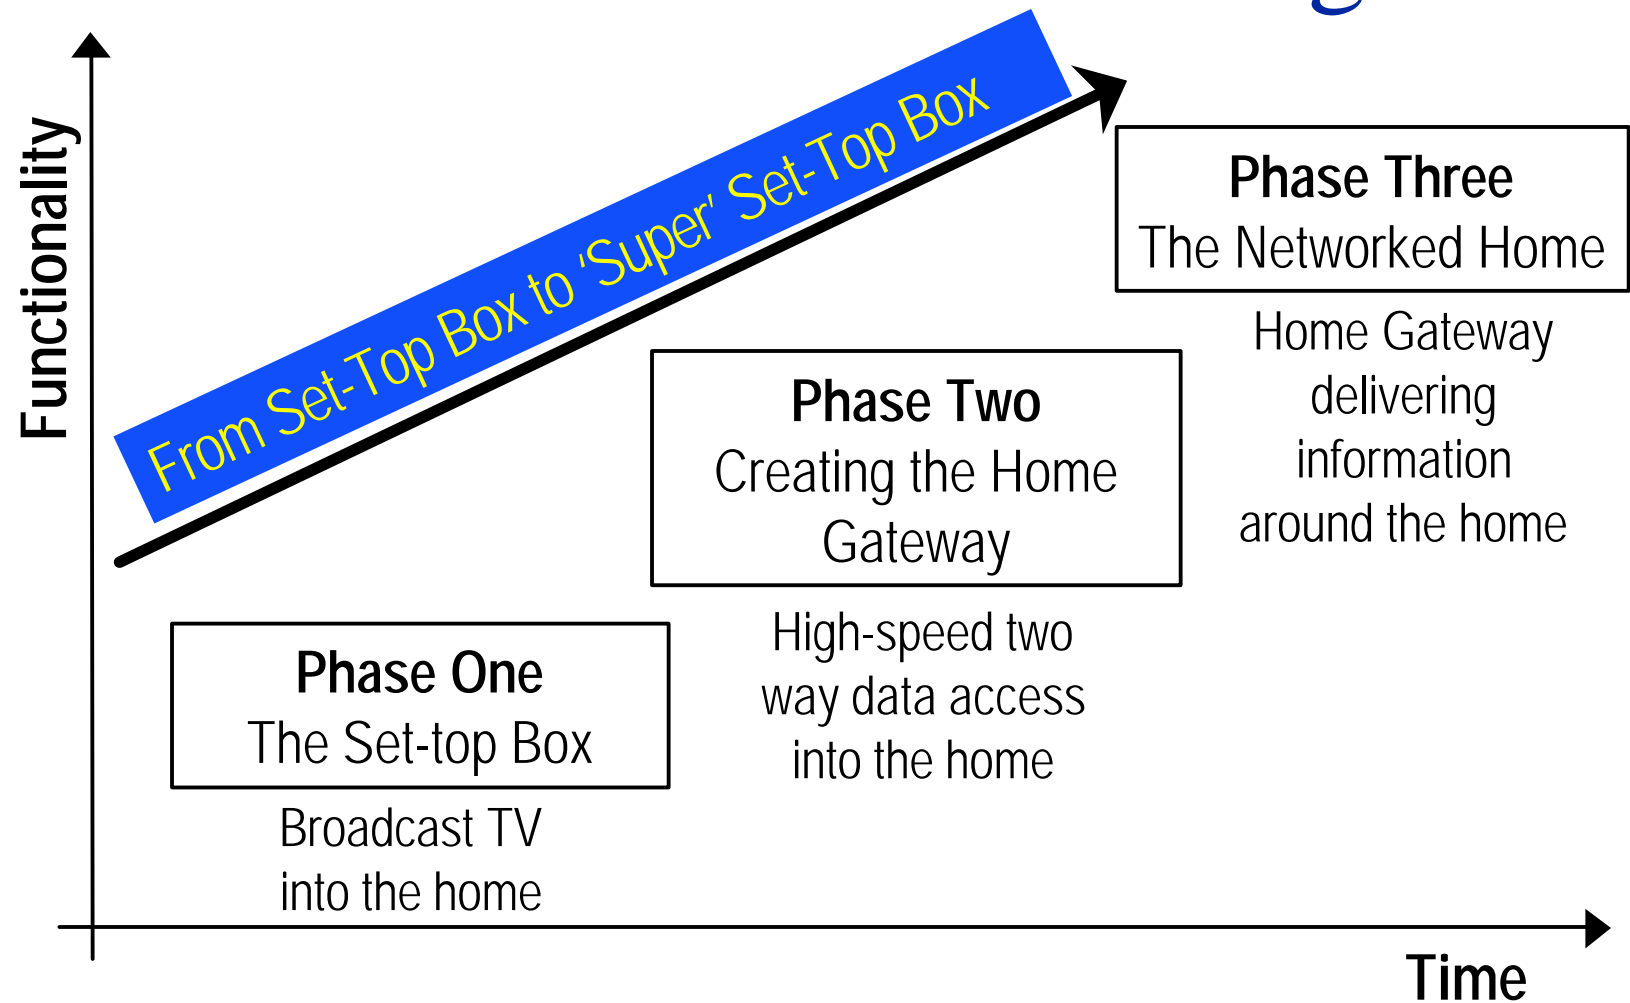 Functionality
From Set-Top Box to ‘Super’ Set-Top Box
Phase Three
The Networked Home
Home Gateway
delivering
information
around the home
Phase Two
Creating the Home
Gateway
High-speed two
way data access
into the home
Phase One
The Set-top Box
Broadcast TV
into the home
Time